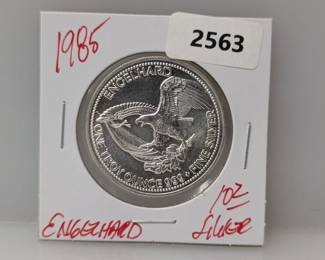 1985
2563
ENGELHARD
ONE TROY OUNCE 999+ FINE SILVER
ENGELHARD
1oz
Silver